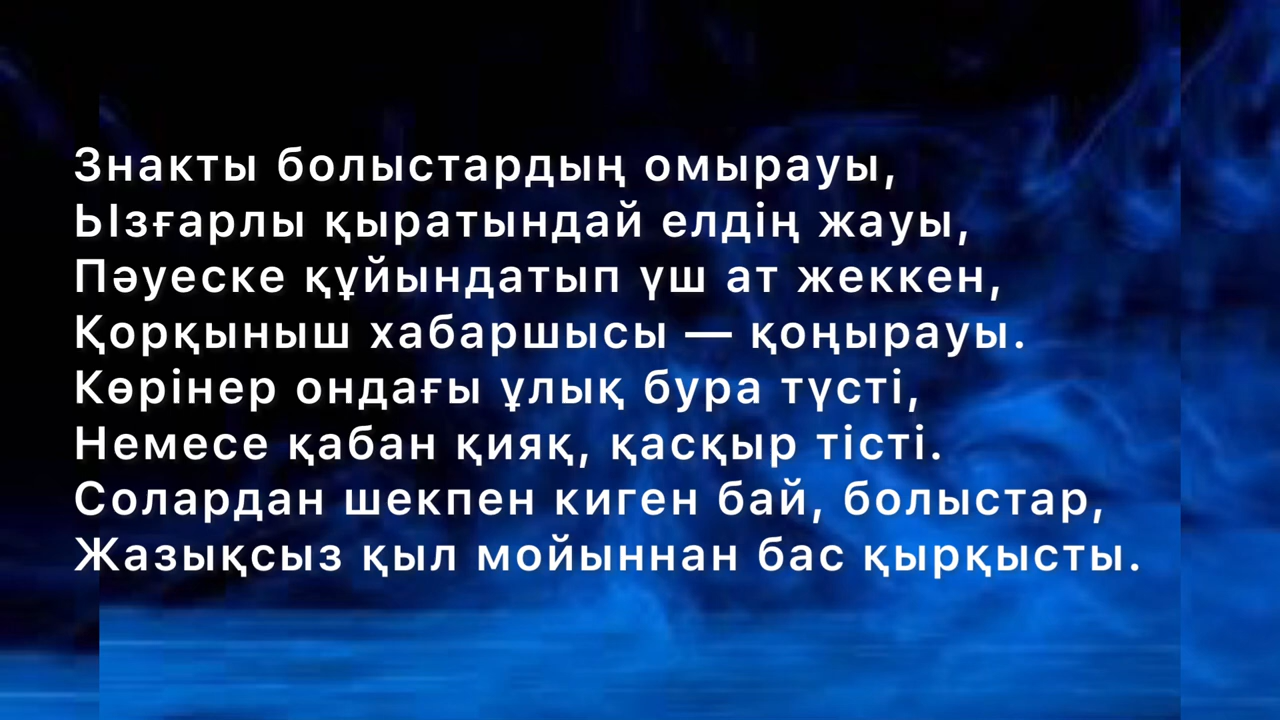 Знакты болыстардың омырауы,
ЬІзғарлы қыратындай елдің жауы,
Пәуеске құйындатып үш ат жеккен,
Қорқыныш хабаршысы — қоңырауы.
Көрінер ондағы ұлық бура түсті,
Немесе қабан қияқ, қасқыр тісті.
Солардан шекпен киген бай, болыстар,
Жазықсыз қыл мойыннан бас қырқысты.